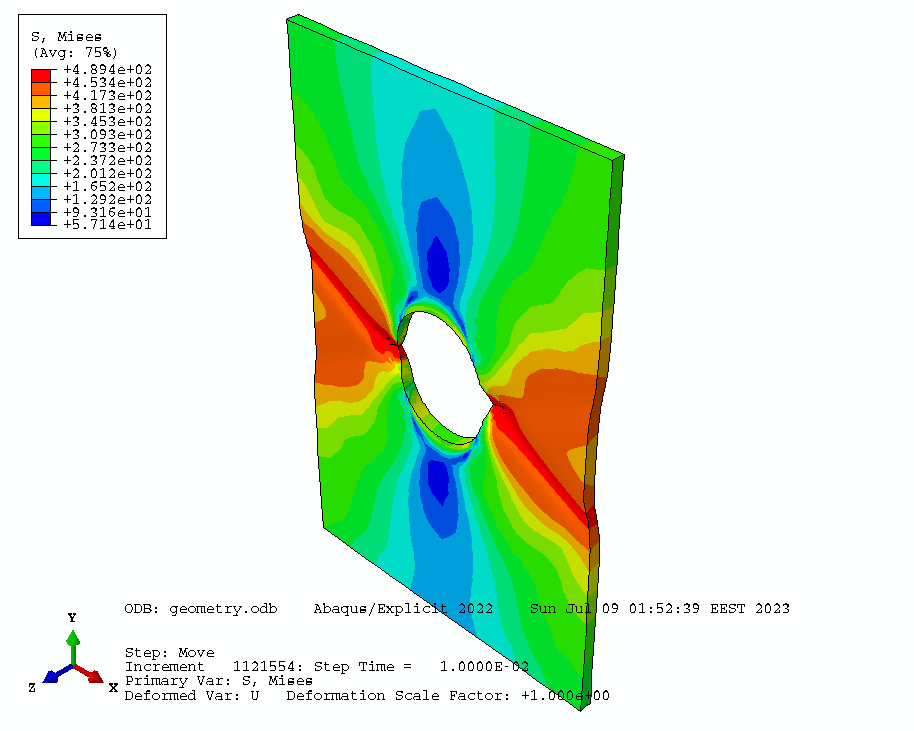 S, Mises
(Avg: 75%)
+4.894e+02
+4.534e+02
+4.173e+02
+3.813e+02
+3.453e+02
+3.093e+02
+2.733e+02
+2.372e+02
+2.012e+02
+1.652e+02
+1.292e+02
+9.316e+01
+5.714e+01
ODB: geometry.odb    Abaqus/Explicit 2022    Sun Jul 09 01:52:39 EEST 2023
Y
Z
X
Step: Move
Increment   1121554: Step Time =   1.0000E-02
Primary Var: S, Mises
Deformed Var: U   Deformation Scale Factor: +1.000e+00